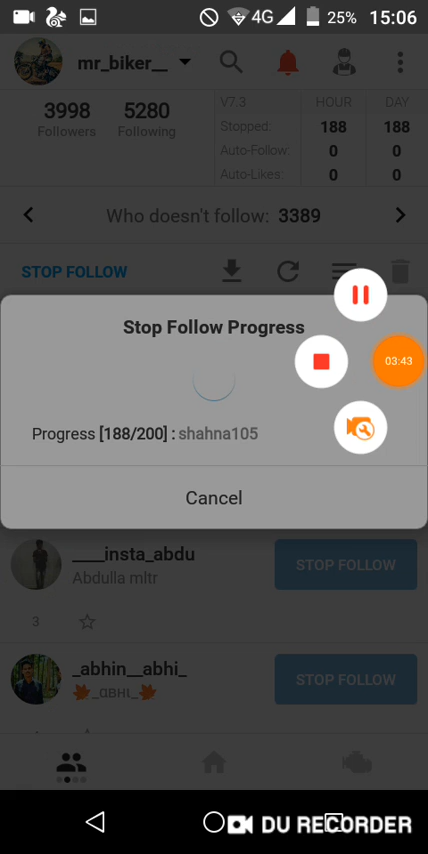 4G 25% 15:06
mr_biker__
3998 5280
Followers Following
V7.3 HOUR DAY
Stopped: 188 188
Auto-Follow: 0 0
Auto-Likes: 0 0
Who doesn't follow: 3389
STOP FOLLOW
Stop Follow Progress
03:43
Progress [188/200] : shahna105
Cancel
____insta_abdu
Abdulla mltr
STOP FOLLOW
3
_abhin__abhi_
🍁_ɑвнι_🍁
STOP FOLLOW
DU RECORDER